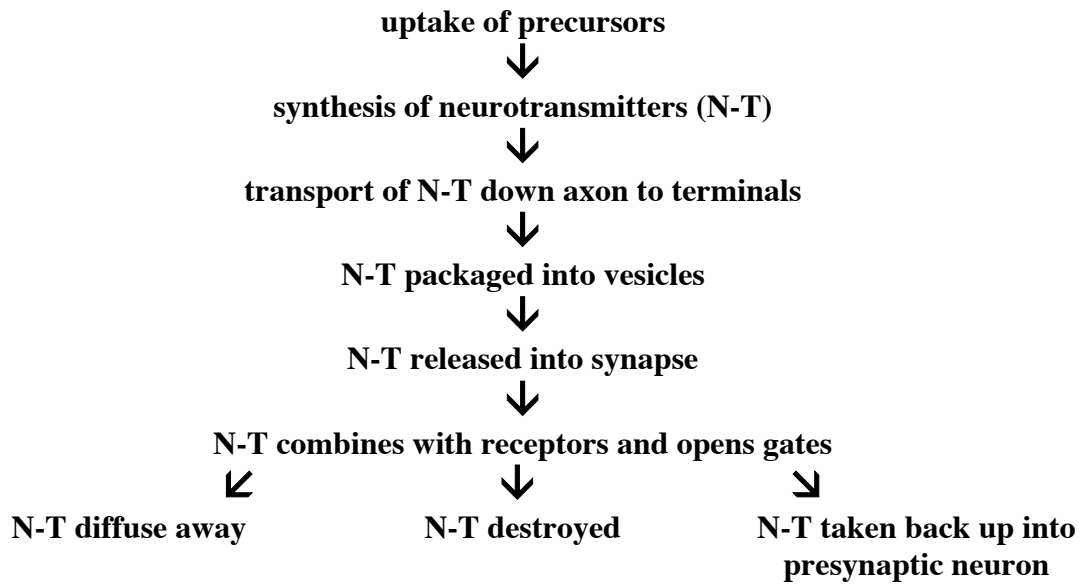 uptake of precursors
synthesis of neurotransmitters (N-T)
transport of N-T down axon to terminals
N-T packaged into vesicles
N-T released into synapse
N-T combines with receptors and opens gates
N-T diffuse away
N-T destroyed
N-T taken back up into
presynaptic neuron